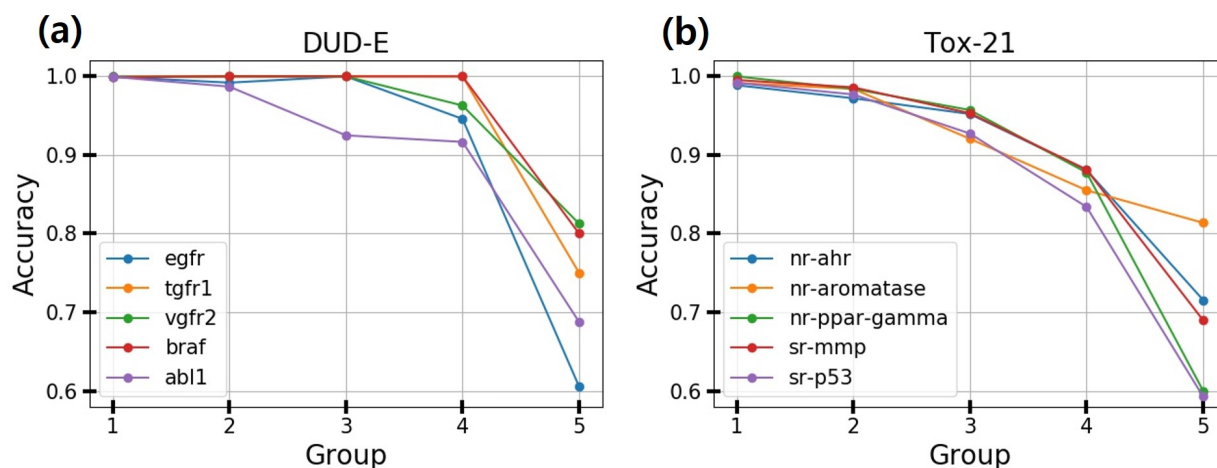 (a)
DUD-E
Accuracy
1.0
0.9
0.8
0.7
0.6
egfr
tgfr1
vgfr2
braf
abl1
1 2 3 4 5
Group
(b)
Tox-21
Accuracy
1.0
0.9
0.8
0.7
0.6
nr-ahr
nr-aromatase
nr-ppar-gamma
sr-mmp
sr-p53
1 2 3 4 5
Group